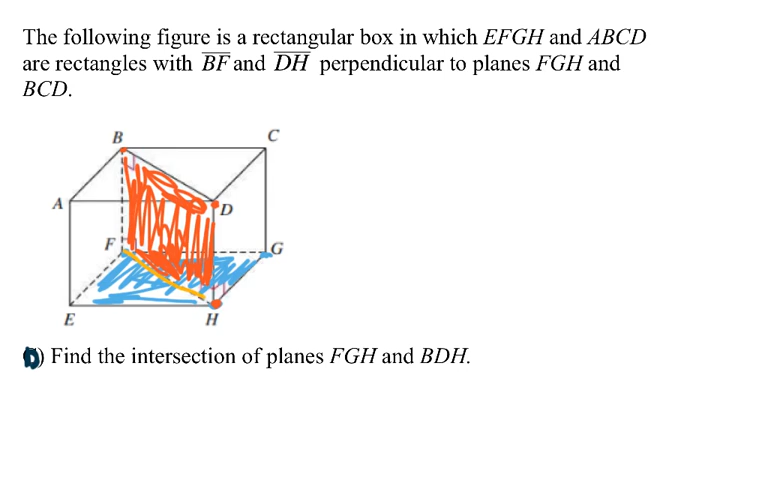 The following figure is a rectangular box in which EFGH and ABCD
are rectangles with BF and DH perpendicular to planes FGH and
BCD.
B
C
A
D
F
G
E
H
) Find the intersection of planes FGH and BDH.